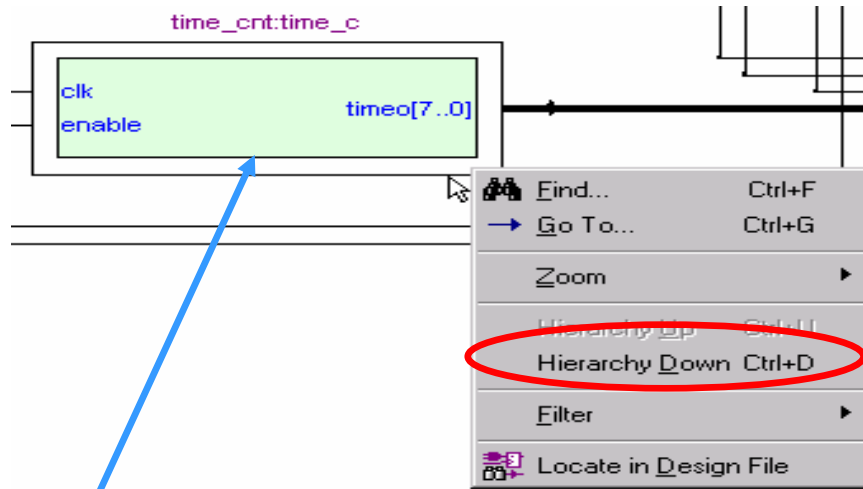 time_cnt:time_c
clk
timeo[7..0]
enable
Find... Ctrl+F
Go To... Ctrl+G
Zoom
Hierarchy Up Ctrl+U
Hierarchy Down Ctrl+D
Filter
Locate in Design File